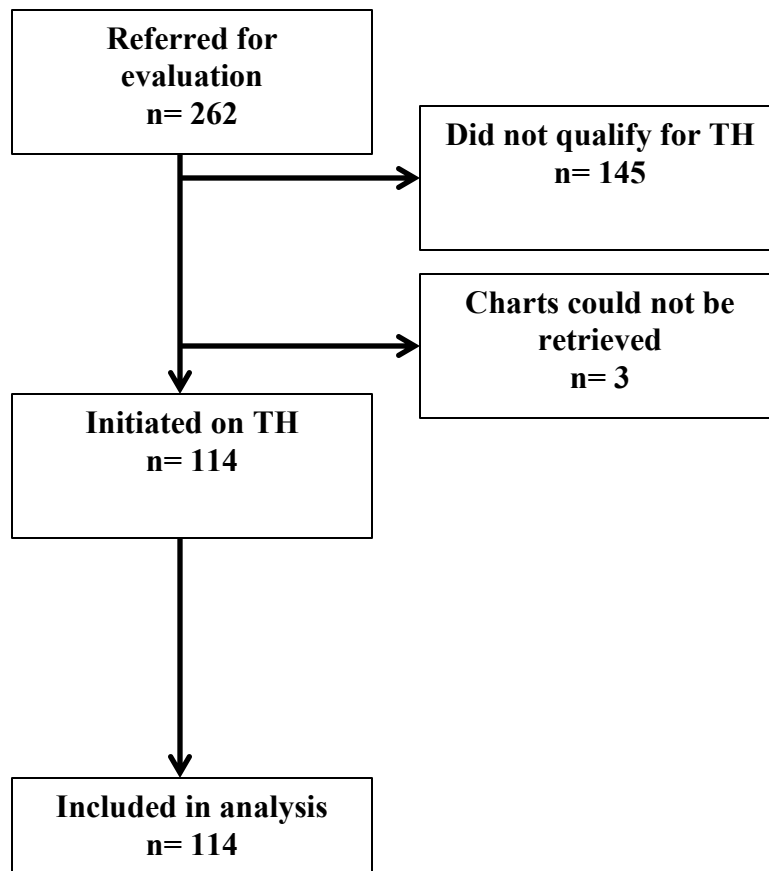 Referred for
evaluation
n= 262
Did not qualify for TH
n= 145
Charts could not be
retrieved
n= 3
Initiated on TH
n= 114
Included in analysis
n= 114